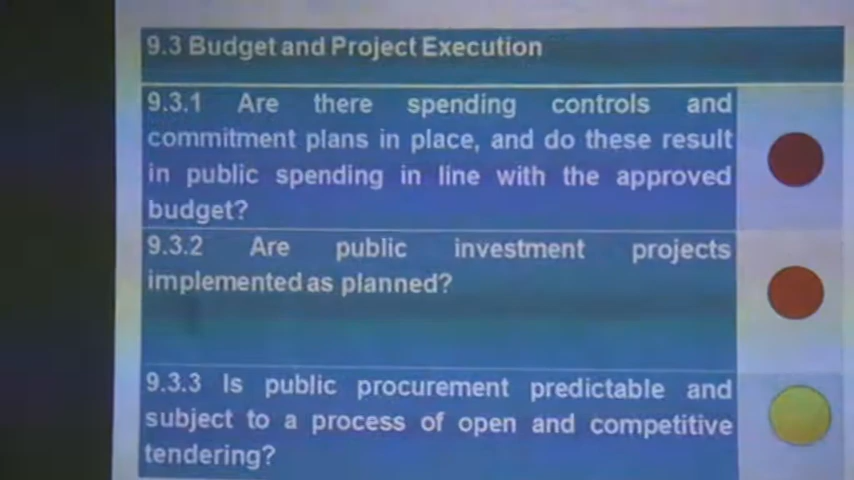 9.3 Budget and Project Execution
9.3.1 Are there spending controls and
commitment plans in place, and do these result
in public spending in line with the approved
budget?
9.3.2 Are public investment projects
implemented as planned?
9.3.3 Is public procurement predictable and
subject to a process of open and competitive
tendering?